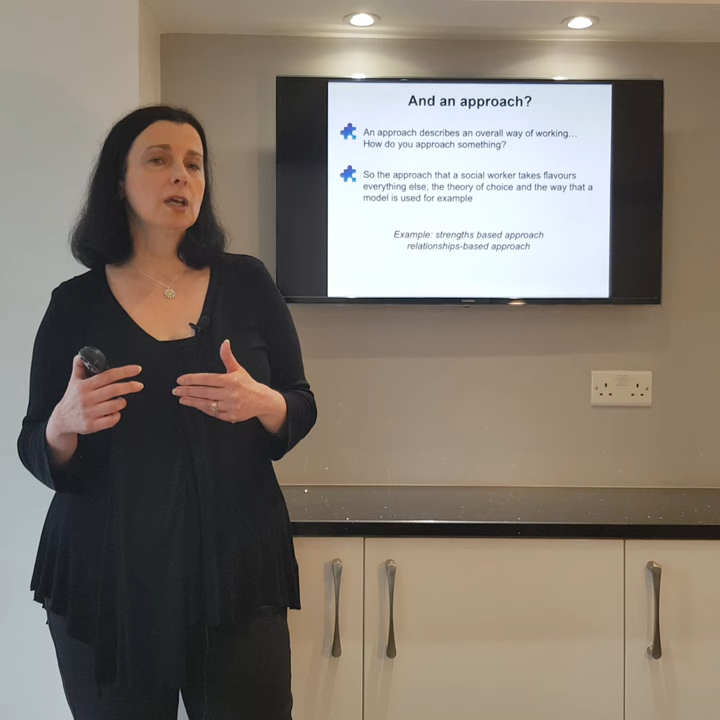 And an approach?
An approach describes an overall way of working...
How do you approach something?
So the approach that a social worker takes flavours
everything else, the theory of choice and the way that a
model is used for example
Example: strengths based approach
relationships-based approach